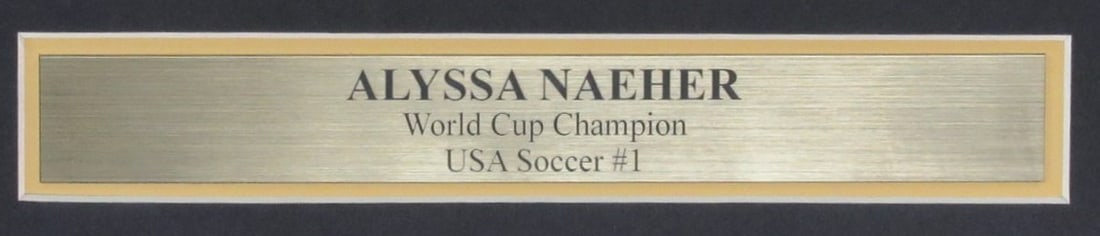 ALYSSA NAEHER
World Cup Champion
USA Soccer #1